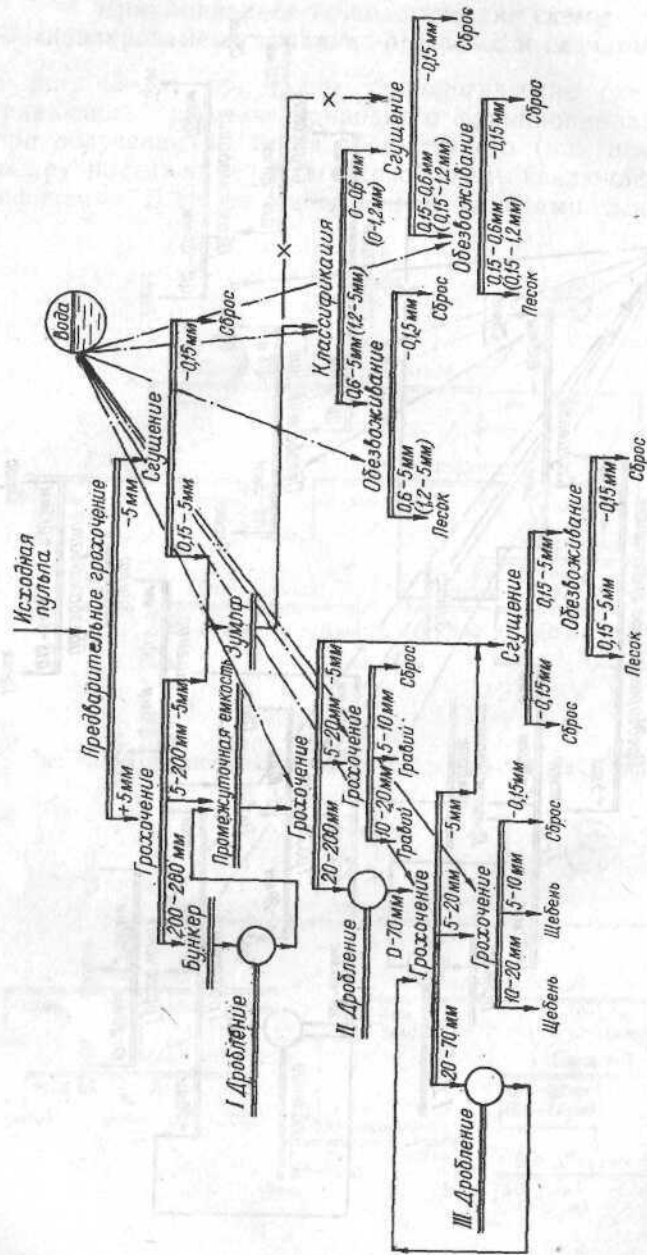 Исходная
пульпа
Вода
Предварительное грохочение
+5мм
-5мм
Грохочение
200-280 мм.
5-200мм
-5мм
Бункер
I Дробление
Промежуточная емкость
Сгущение
0,15-5мм
-0,15мм
Сброс
Зумпф
Классификация
0,6-5мм (1,2-5мм)
0-0,6 мм
(0-1,2мм)
Сгущение
0,15-0,6мм
(0,15-1,2мм)
-0,15мм
Сброс
Обезвоживание
0,15-0,6мм
(0,15-1,2мм)
-0,15мм
Песок
Сброс
Обезвоживание
0,6-5мм
(1,2-5мм)
-0,15мм
Песок
Сброс
Грохочение
20-200мм
5-20мм
-5мм
II Дробление
Грохочение
10-20мм
5-10мм
Гравий
Гравий
Сброс
0-70мм
Грохочение
20-70мм
5-20мм
-5мм
III Дробление
Грохочение
10-20мм
5-10мм
-0,15мм
Щебень
Щебень
Сброс
Сгущение
-0,15мм
0,15-5мм
Сброс
Обезвоживание
0,15-5мм
-0,15мм
Песок
Сброс